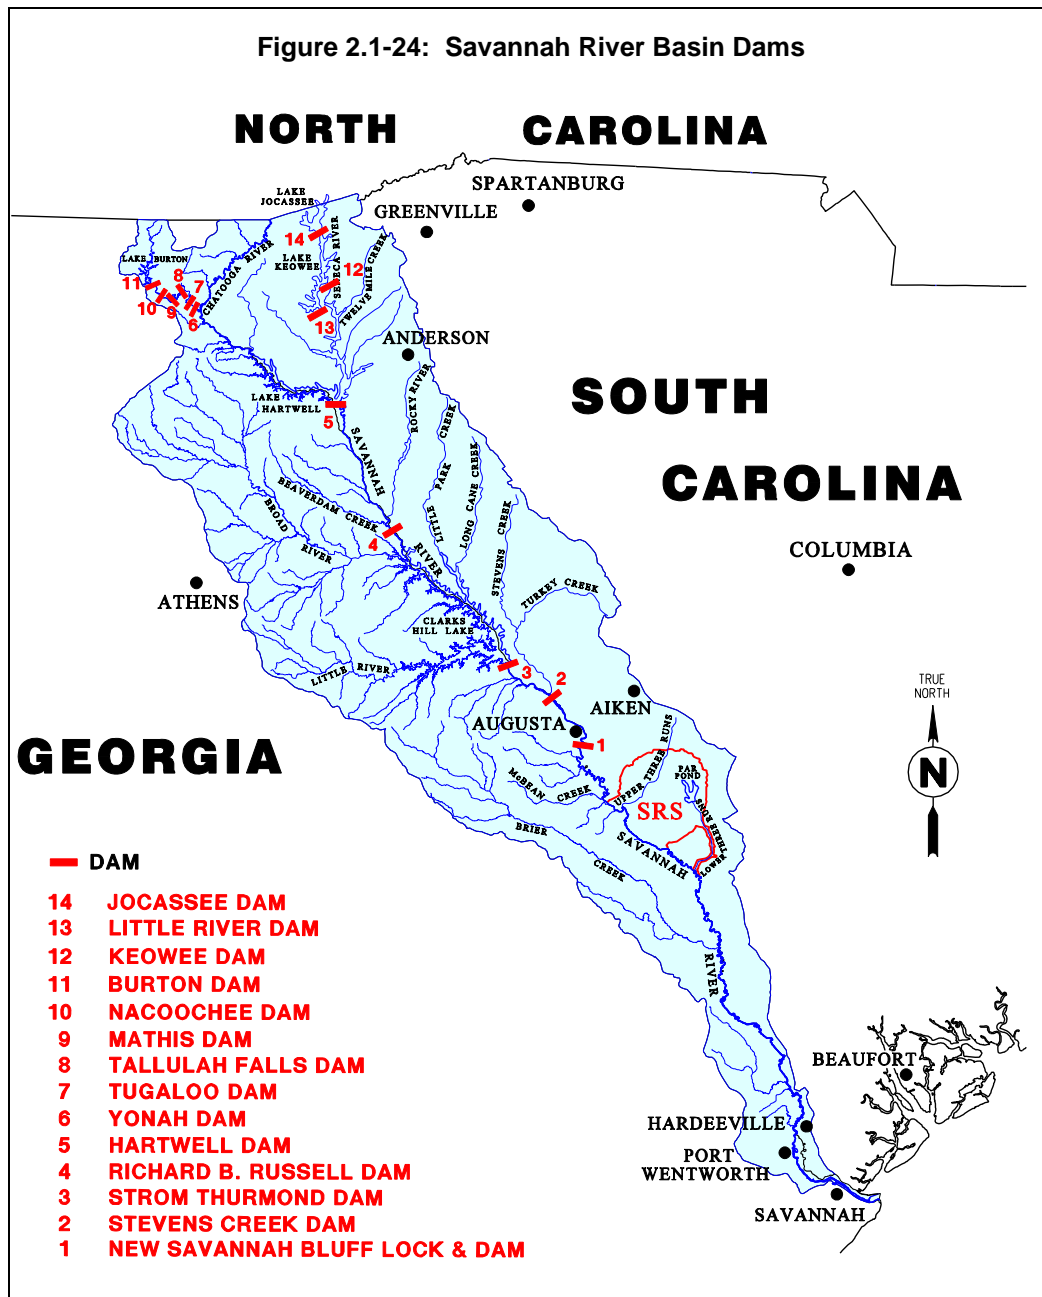 Figure 2.1-24:  Savannah River Basin Dams
NORTH CAROLINA
SPARTANBURG
LAKE
JOCASSEE
GREENVILLE
14
SENECA RIVER
LAKE
KEOWEE
12
TWELVE MILE CREEK
13
LAKE BURTON
CHATOOGA RIVER
11
8
7
10
9
6
ANDERSON
LAKE
HARTWELL
5
ROCKY RIVER
SOUTH
CAROLINA
SAVANNAH
RIVER
LITTLE PARK CREEK
LONG CANE CREEK
STEVENS CREEK
BEAVERDAM CREEK
BROAD
RIVER
4
COLUMBIA
ATHENS
TURKEY CREEK
CLARKS
HILL LAKE
LITTLE RIVER
3
2
TRUE
NORTH
N
AIKEN
AUGUSTA
1
GEORGIA
UPPER THREE RUNS
PAR
POND
McBEAN CREEK
SRS
LOWER THREE RUNS
BRIER
CREEK
SAVANNAH
RIVER
DAM
14 JOCASSEE DAM
13 LITTLE RIVER DAM
12 KEOWEE DAM
11 BURTON DAM
10 NACOOCHEE DAM
9 MATHIS DAM
8 TALLULAH FALLS DAM
7 TUGALOO DAM
6 YONAH DAM
5 HARTWELL DAM
4 RICHARD B. RUSSELL DAM
3 STROM THURMOND DAM
2 STEVENS CREEK DAM
1 NEW SAVANNAH BLUFF LOCK & DAM
BEAUFORT
HARDEEVILLE
PORT
WENTWORTH
SAVANNAH